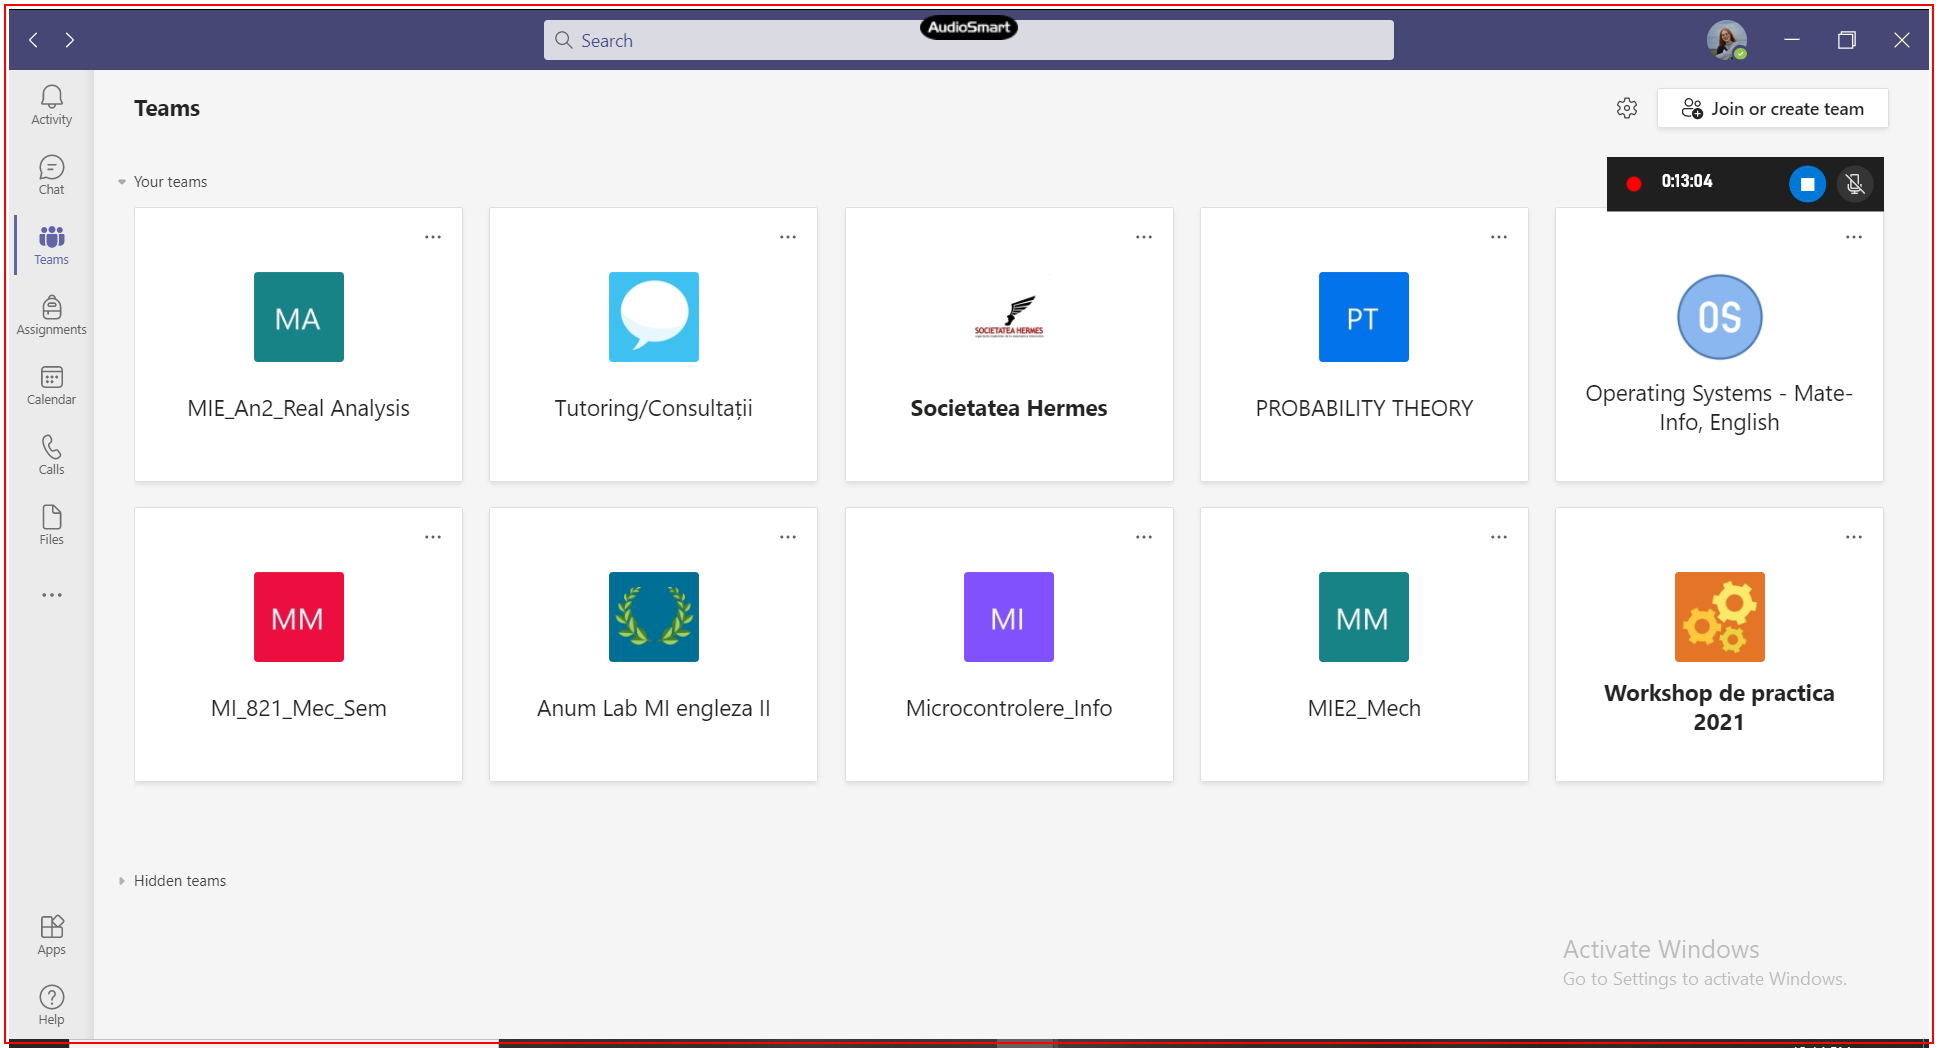 AudioSmart
Search
Activity
Chat
Teams
Assignments
Calendar
Calls
Files
Apps
Help
Teams
Join or create team
0:13:04
Your teams
MA
MIE_An2_Real Analysis
Tutoring/Consultații
SOCIETATEA HERMES
Societatea Hermes
PT
PROBABILITY THEORY
OS
Operating Systems - Mate-
Info, English
MM
MI_821_Mec_Sem
Anum Lab MI engleza II
MI
Microcontrolere_Info
MM
MIE2_Mech
Workshop de practica
2021
Hidden teams
Activate Windows
Go to Settings to activate Windows.